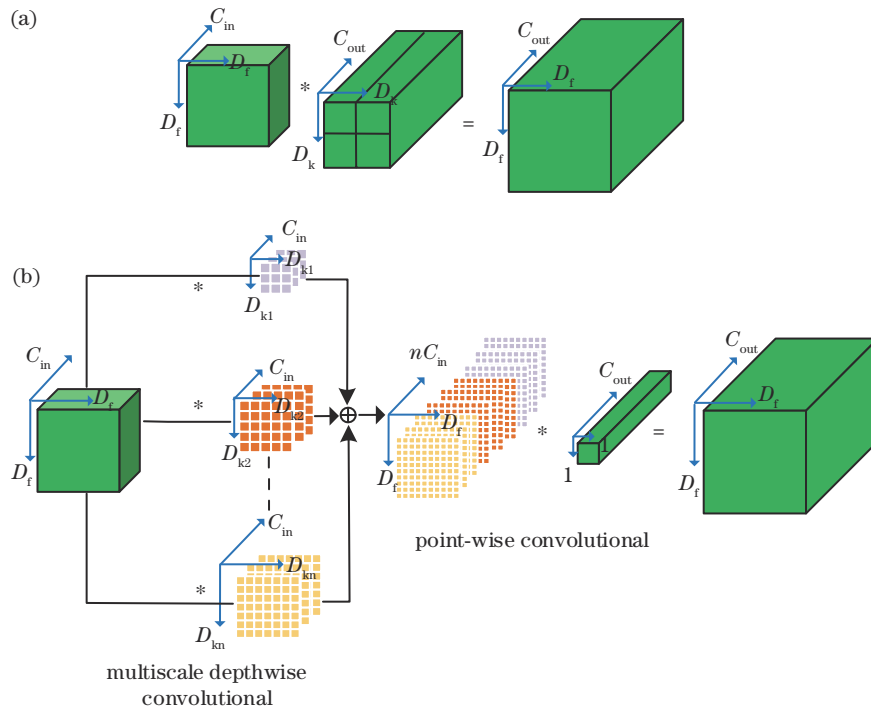 (a)
C_in
D_f
D_f
*
C_out
D_k
D_k
=
C_out
D_f
D_f
(b)
C_in
D_f
D_f
*
C_in
D_k1
D_k1
*
C_in
D_k2
D_k2
*
C_in
D_kn
D_kn
multiscale depthwise
convolutional
⊕
nC_in
D_f
D_f
*
C_out
1
1
=
C_out
D_f
D_f
point-wise convolutional